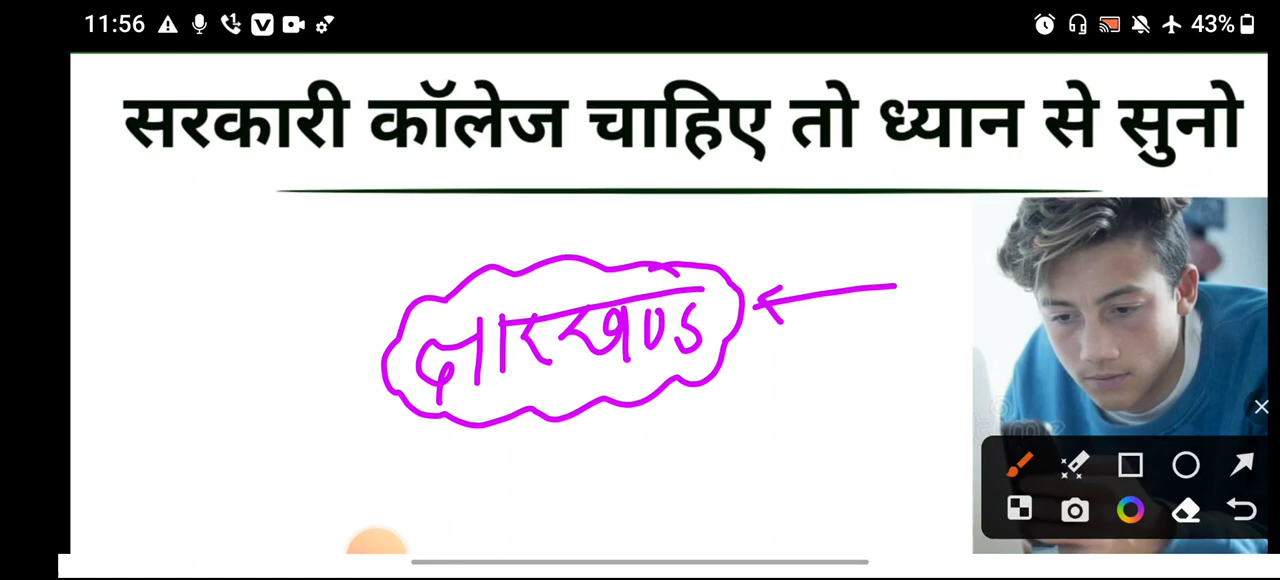 11:56 43%
सरकारी कॉलेज चाहिए तो ध्यान से सुनो
झारखण्ड